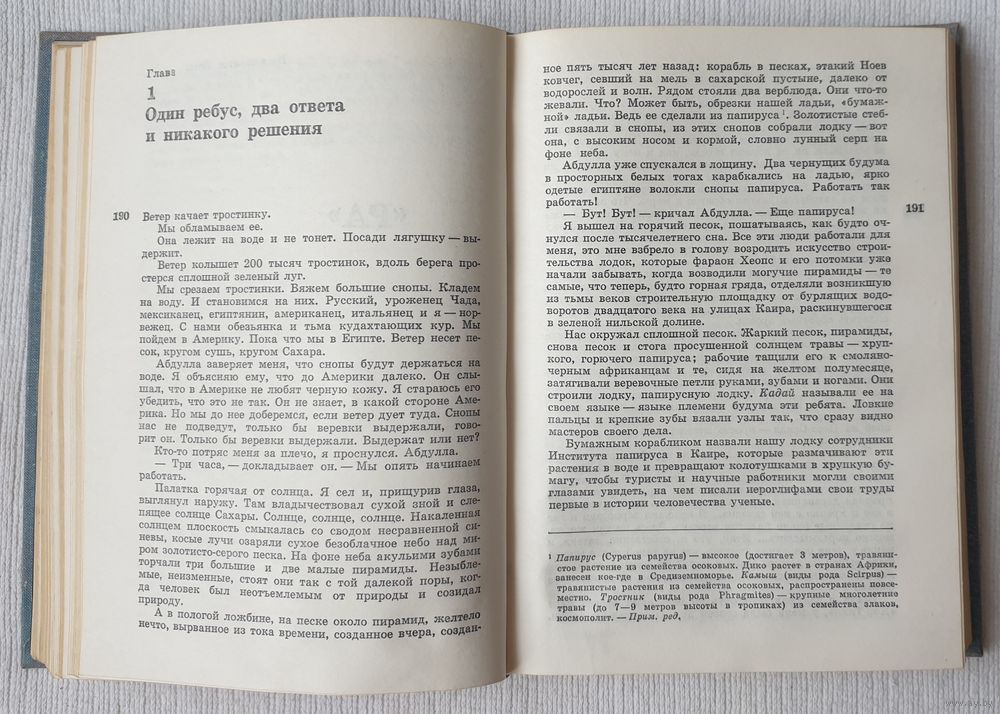 Глава
1
Один ребус, два ответа
и никакого решения
190
Ветер качает тростинку.
Мы обламываем ее.
Она лежит на воде и не тонет. Посади лягушку — вы-
держит.
Ветер колышет 200 тысяч тростинок, вдоль берега про-
стерся сплошной зеленый луг.
Мы срезаем тростинки. Вяжем большие снопы. Кладем
на воду. И становимся на них. Русский, уроженец Чада,
мексиканец, египтянин, американец, итальянец и я — нор-
вежец. С нами обезьянка и тьма кудахтающих кур. Мы
пойдем в Америку. Пока что мы в Египте. Ветер несет пе-
сок, кругом сушь, кругом Сахара.
Абдулла заверяет меня, что снопы будут держаться на
воде. Я объясняю ему, что до Америки далеко. Он слы-
шал, что в Америке не любят черную кожу. Я стараюсь его
убедить, что это не так. Он не знает, в какой стороне Аме-
рика. Но мы до нее доберемся, если ветер дует туда. Снопы
нас не подведут, только бы веревки выдержали, гово-
рит он. Только бы веревки выдержали. Выдержат или нет?
Кто-то потряс меня за плечо, я проснулся. Абдулла.
— Три часа, — докладывает он. — Мы опять начинаем
работать.
Палатка горячая от солнца. Я сел и, прищурив глаза,
выглянул наружу. Там владычествовал сухой зной и сле-
пящее солнце Сахары. Солнце, солнце, солнце. Накаленная
солнцем плоскость смыкалась со сводом несравненной си-
невы, косые лучи озаряли сухое безоблачное небо над ми-
ром золотисто-серого песка. На фоне неба акульими зубами
торчали три большие и две малые пирамиды. Незыбле-
мые, неизменные, стоят они так с той далекой поры, ког-
да человек был неотъемлемым от природы и созидал
природу.
А в пологой ложбине, на песке около пирамид, желтело
нечто, вырванное из тока времени, созданное вчера, создан-
ное пять тысяч лет назад: корабль в песках, этакий Ноев
ковчег, севший на мель в сахарской пустыне, далеко от
водорослей и волн. Рядом стояли два верблюда. Они что-то
жевали. Что? Может быть, обрезки нашей ладьи, «бумаж-
ной» ладьи. Ведь ее сделали из папируса¹. Золотистые стеб-
ли связали в снопы, из этих снопов собрали лодку — вот
она, с высоким носом и кормой, словно лунный серп на
фоне неба.
Абдулла уже спускался в лощину. Два чернущих будума
в просторных белых тогах карабкались на ладью, ярко
одетые египтяне волокли снопы папируса. Работать так
работать!
191
— Бут! Бут! — кричал Абдулла. — Еще папируса!
Я вышел на горячий песок, пошатываясь, как будто оч-
нулся после тысячелетнего сна. Все эти люди работали для
меня, это мне взбрело в голову возродить искусство строи-
тельства лодок, которые фараон Хеопс и его потомки уже
начали забывать, когда возводили могучие пирамиды — те
самые, что теперь, будто горная гряда, отделяли возникшую
из тьмы веков строительную площадку от бурлящих водо-
воротов двадцатого века на улицах Каира, раскинувшегося
в зеленой нильской долине.
Нас окружал сплошной песок. Жаркий песок, пирамиды,
снова песок и стога просушенной солнцем травы — хруп-
кого, горючего папируса; рабочие тащили его к смоляно-
черным африканцам и те, сидя на желтом полумесяце,
затягивали веревочные петли руками, зубами и ногами. Они
строили лодку, папирусную лодку. Кадай называли ее на
своем языке — языке племени будума эти ребята. Ловкие
пальцы и крепкие зубы вязали узлы так, что сразу видно
мастеров своего дела.
Бумажным корабликом назвали нашу лодку сотрудники
Института папируса в Каире, которые размачивают эти
растения в воде и превращают колотушками в хрупкую бу-
магу, чтобы туристы и научные работники могли своими
глазами увидеть, на чем писали иероглифами свои труды
первые в истории человечества ученые.
¹ Папирус (Cyperus papyrus) — высокое (достигает 3 метров), травянис-
тое растение из семейства осоковых. Дико растет в странах Африки,
занесен кое-где в Средиземноморье. Камыш (виды рода Scirpus) —
травянистые растения из семейства осоковых, распространены повсе-
местно. Тростник (виды рода Phragmites) — крупные многолетние
травы (до 7—9 метров высоты в тропиках) из семейства злаков,
космополит. — Прим. ред.
www.ay.by